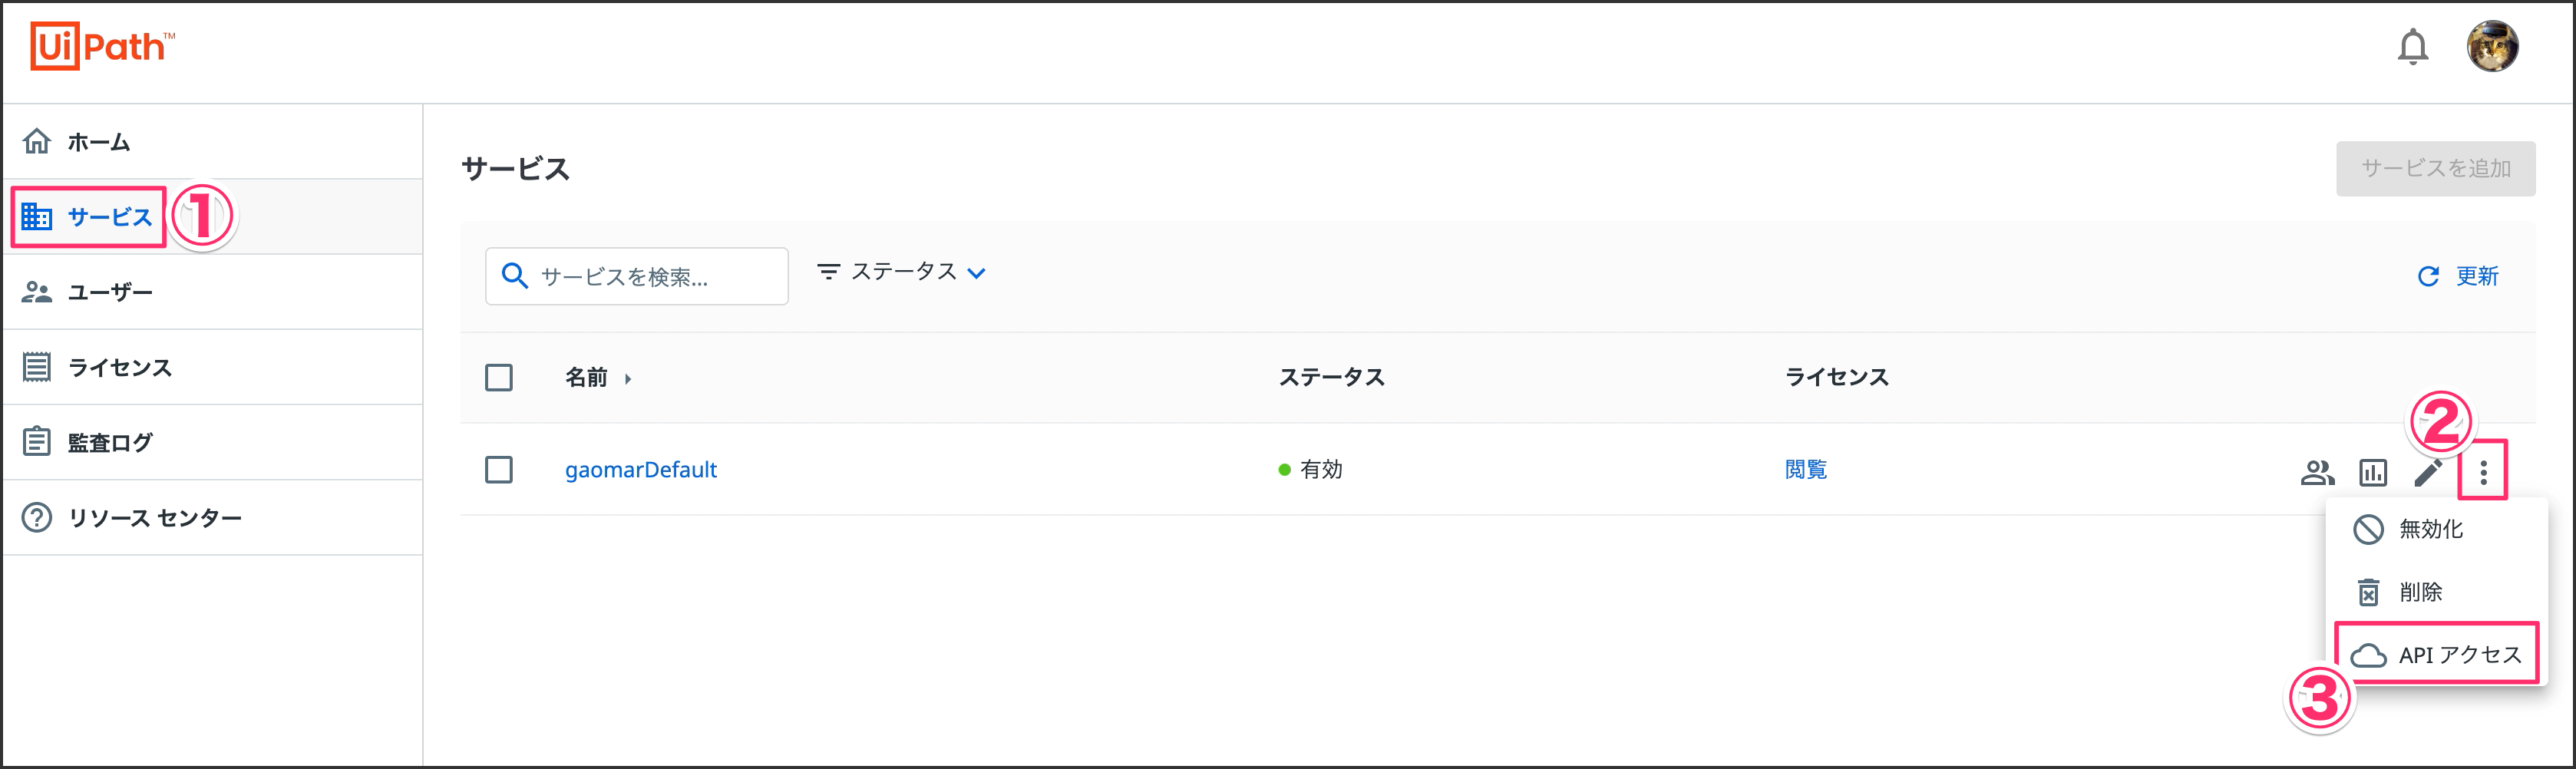 UiPath™
ホーム
サービス ①
ユーザー
ライセンス
監査ログ
リソース センター
サービス
サービスを追加
サービスを検索...
ステータス
更新
名前
ステータス
ライセンス
gaomarDefault
有効
閲覧
②
無効化
削除
API アクセス
③